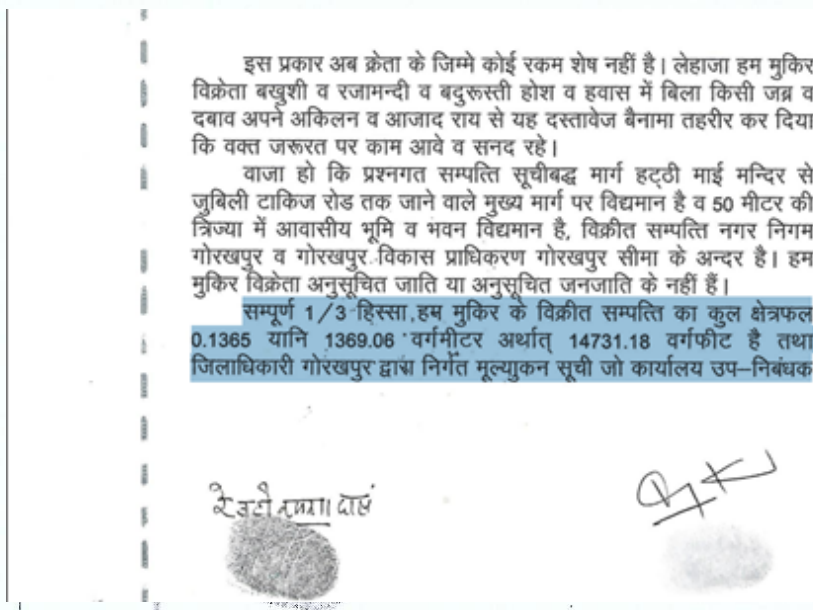 इस प्रकार अब क्रेता के जिम्मे कोई रकम शेष नहीं है। लेहाजा हम मुकिर
विक्रेता बखुशी व रजामन्दी व बदुरूस्ती होश व हवास में बिला किसी जब्र व
दबाव अपने अकिलन व आजाद राय से यह दस्तावेज बैनामा तहरीर कर दिया
कि वक्त जरूरत पर काम आवे व सनद रहे।
वाजा हो कि प्रश्नगत सम्पत्ति सूचीबद्ध मार्ग हट्ठी माई मन्दिर से
जुबिली टाकिज रोड तक जाने वाले मुख्य मार्ग पर विद्यमान है व 50 मीटर की
त्रिज्या में आवासीय भूमि व भवन विद्यमान है, विक्रीत सम्पत्ति नगर निगम
गोरखपुर व गोरखपुर विकास प्राधिकरण गोरखपुर सीमा के अन्दर है। हम
मुकिर विक्रेता अनुसूचित जाति या अनुसूचित जनजाति के नहीं हैं।
सम्पूर्ण 1/3 हिस्सा हम मुकिर के विक्रीत सम्पत्ति का कुल क्षेत्रफल
0.1365 यानि 1369.06 वर्गमीटर अर्थात् 14731.18 वर्गफीट है तथा
जिलाधिकारी गोरखपुर द्वारा निर्गत मूल्याुकन सूची जो कार्यालय उप–निबंधक